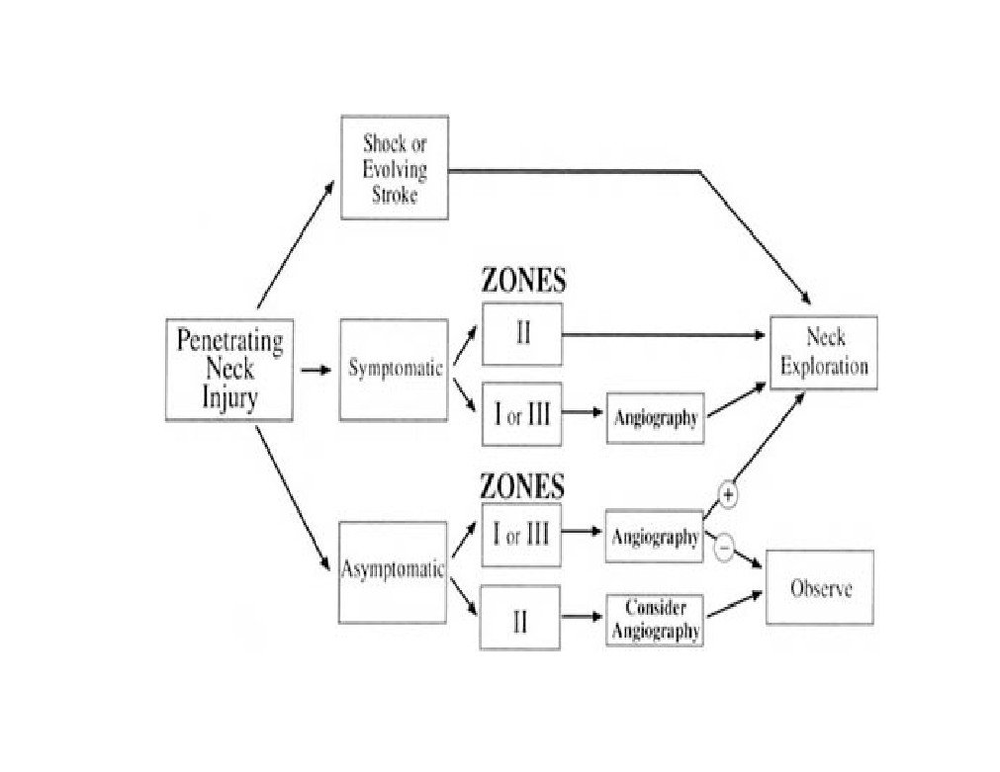 Shock or
Evolving
Stroke
ZONES
II
Penetrating
Neck
Injury
Symptomatic
Neck
Exploration
I or III
Angiography
ZONES
+
I or III
Angiography
−
Asymptomatic
Observe
II
Consider
Angiography